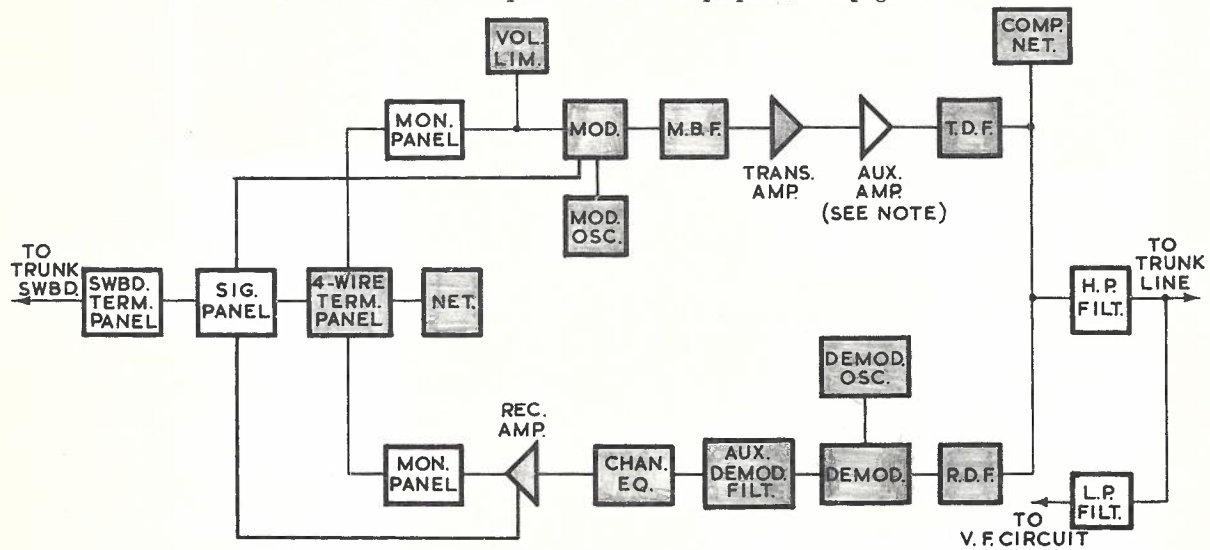 VOL.
LIM.
COMP.
NET.
MON.
PANEL
MOD.
M.B.F.
TRANS.
AMP.
AUX.
AMP.
(SEE NOTE)
T.D.F.
MOD.
OSC.
TO
TRUNK
SWBD.
SWBD.
TERM.
PANEL
SIG.
PANEL
4-WIRE
TERM.
PANEL
NET.
H.P.
FILT.
TO
TRUNK
LINE
DEMOD.
OSC.
REC.
AMP.
MON.
PANEL
CHAN.
EQ.
AUX.
DEMOD.
FILT.
DEMOD.
R.D.F.
L.P.
FILT.
TO
V.F. CIRCUIT